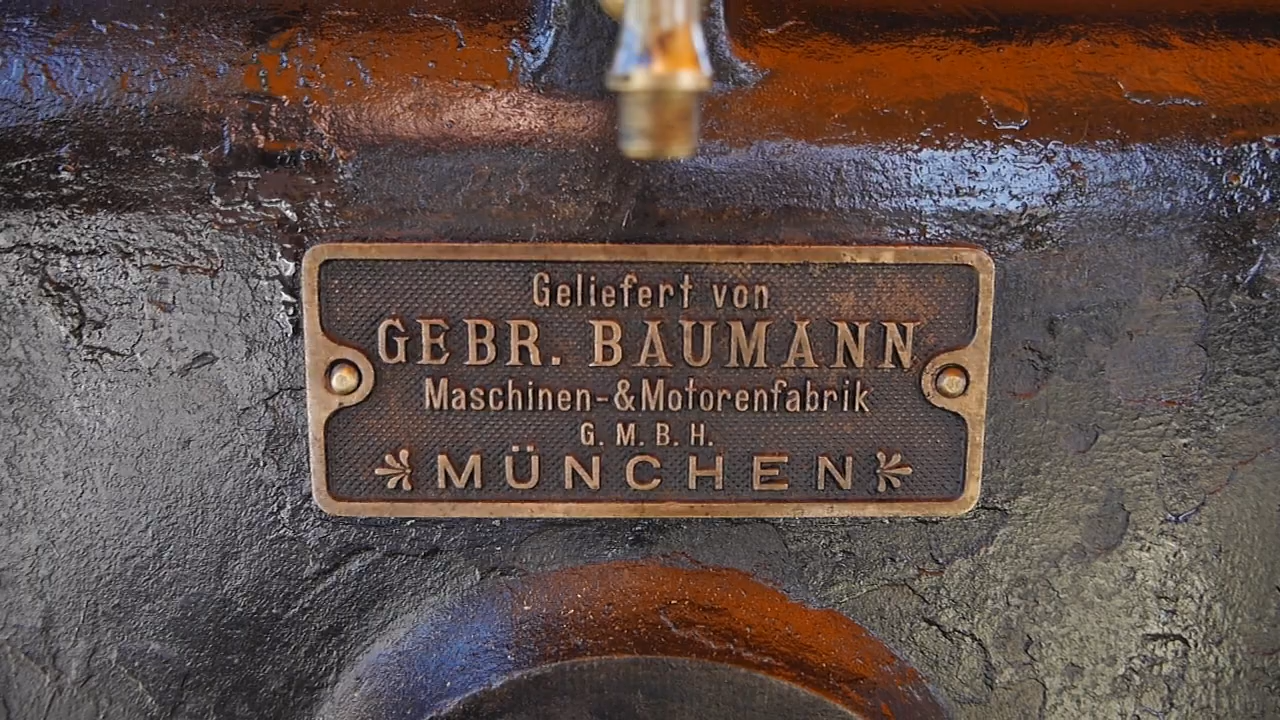 Geliefert von
GEBR. BAUMANN
Maschinen-&Motorenfabrik
G. M. B. H.
MÜNCHEN